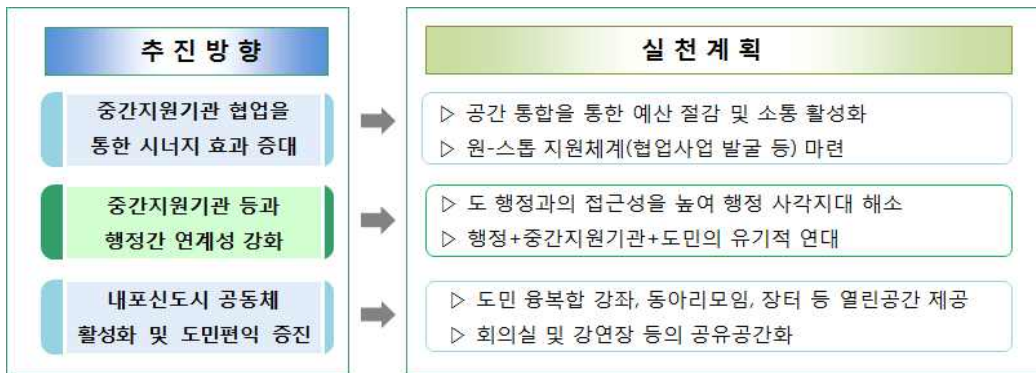 추진방향
실천계획
중간지원기관 협업을
통한 시너지 효과 증대
▷ 공간 통합을 통한 예산 절감 및 소통 활성화
▷ 원-스톱 지원체계(협업사업 발굴 등) 마련
중간지원기관 등과
행정간 연계성 강화
▷ 도 행정과의 접근성을 높여 행정 사각지대 해소
▷ 행정+중간지원기관+도민의 유기적 연대
내포신도시 공동체
활성화 및 도민편익 증진
▷ 도민 융복합 강좌, 동아리모임, 장터 등 열린공간 제공
▷ 회의실 및 강연장 등의 공유공간화